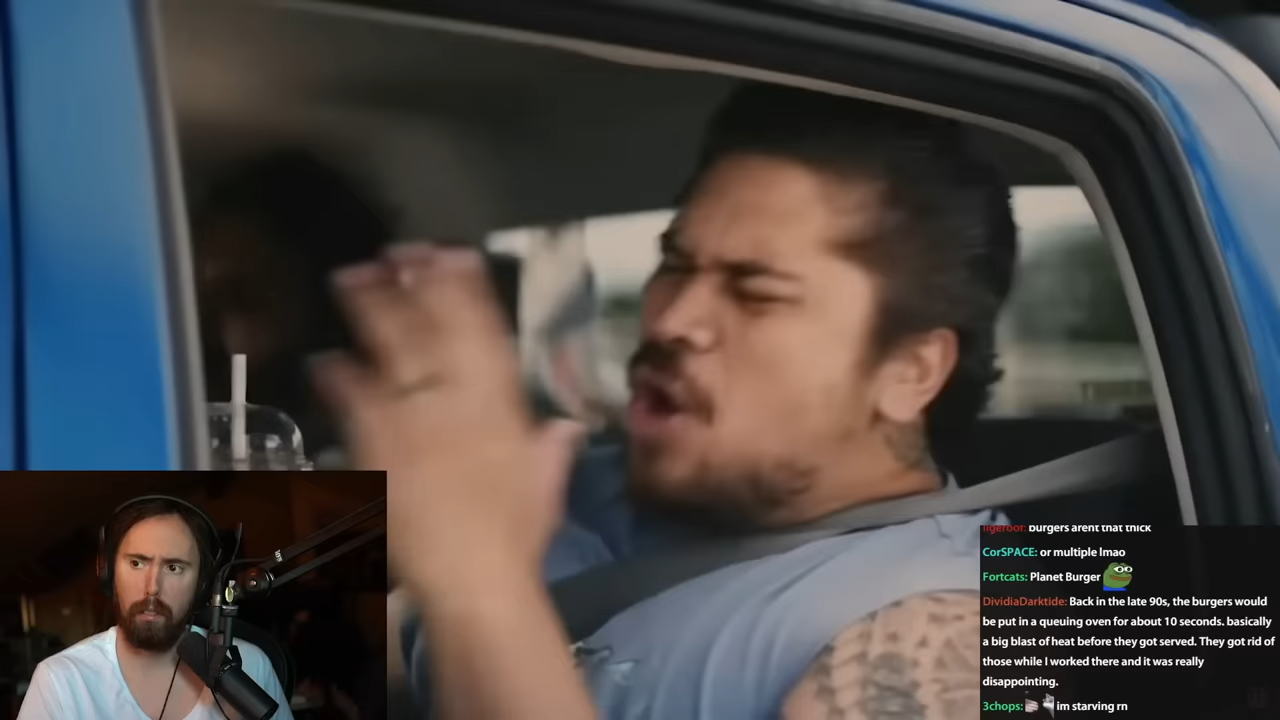 ligerbor: burgers arent that thick
CorSPACE: or multiple lmao
Fortcats: Planet Burger
DividiaDarktide: Back in the late 90s, the burgers would
be put in a queuing oven for about 10 seconds. basically
a big blast of heat before they got served. They got rid of
those while I worked there and it was really
disappointing.
3chops: im starving rn